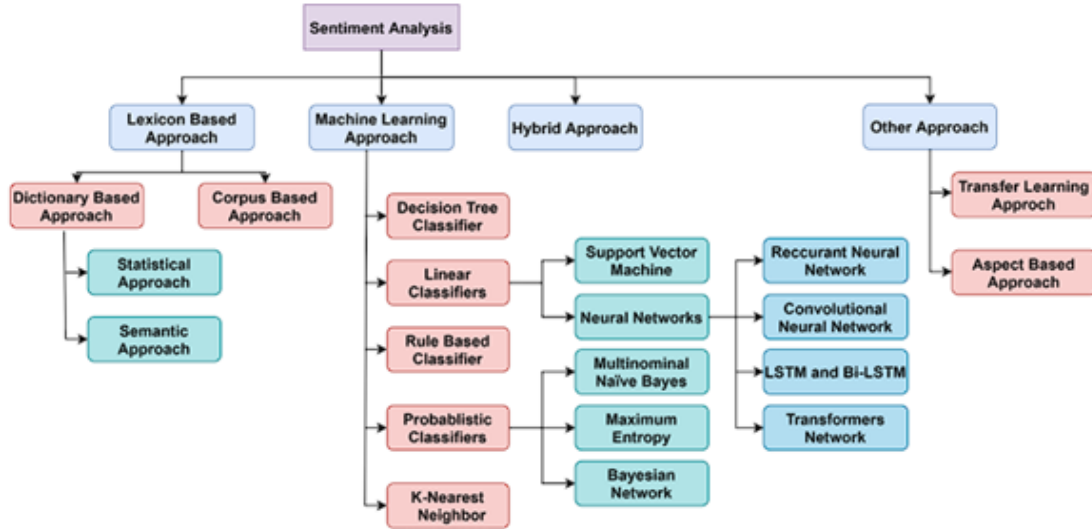 Sentiment Analysis
Lexicon Based
Approach
Machine Learning
Approach
Hybrid Approach
Other Approach
Dictionary Based
Approach
Corpus Based
Approach
Statistical
Approach
Semantic
Approach
Decision Tree
Classifier
Linear
Classifiers
Rule Based
Classifier
Probablistic
Classifiers
K-Nearest
Neighbor
Support Vector
Machine
Neural Networks
Multinominal
Naïve Bayes
Maximum
Entropy
Bayesian
Network
Reccurant Neural
Network
Convolutional
Neural Network
LSTM and Bi-LSTM
Transformers
Network
Transfer Learning
Approch
Aspect Based
Approach